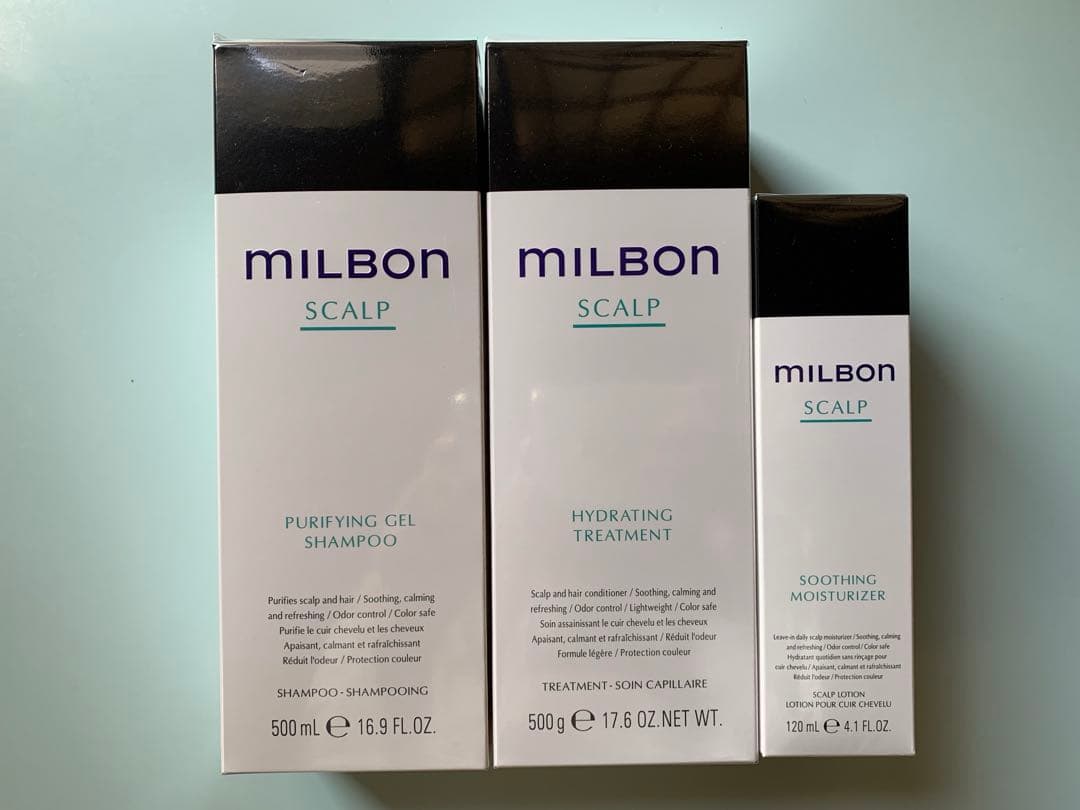 mILBon
SCALP
PURIFYING GEL
SHAMPOO
Purifies scalp and hair / Soothing, calming
and refreshing / Odor control / Color safe
Purifie le cuir chevelu et les cheveux
Apaisant, calmant et rafraîchissant
Réduit l'odeur / Protection couleur
SHAMPOO - SHAMPOOING
500 mL ℮ 16.9 FL.OZ.
mILBon
SCALP
HYDRATING
TREATMENT
Scalp and hair conditioner / Soothing, calming and
refreshing / Odor control / Lightweight / Color safe
Soin assainissant le cuir chevelu et les cheveux
Apaisant, calmant et rafraîchissant / Réduit l'odeur
Formule légère / Protection couleur
TREATMENT - SOIN CAPILLAIRE
500 g ℮ 17.6 OZ.NET WT.
mILBon
SCALP
SOOTHING
MOISTURIZER
Leave-in daily scalp moisturizer / Soothing, calming
and refreshing / Odor control / Color safe
Hydratant quotidien sans rinçage pour
cuir chevelu / Apaisant, calmant et rafraîchissant
Réduit l'odeur / Protection couleur
SCALP LOTION
LOTION POUR CUIR CHEVELU
120 mL ℮ 4.1 FL.OZ.